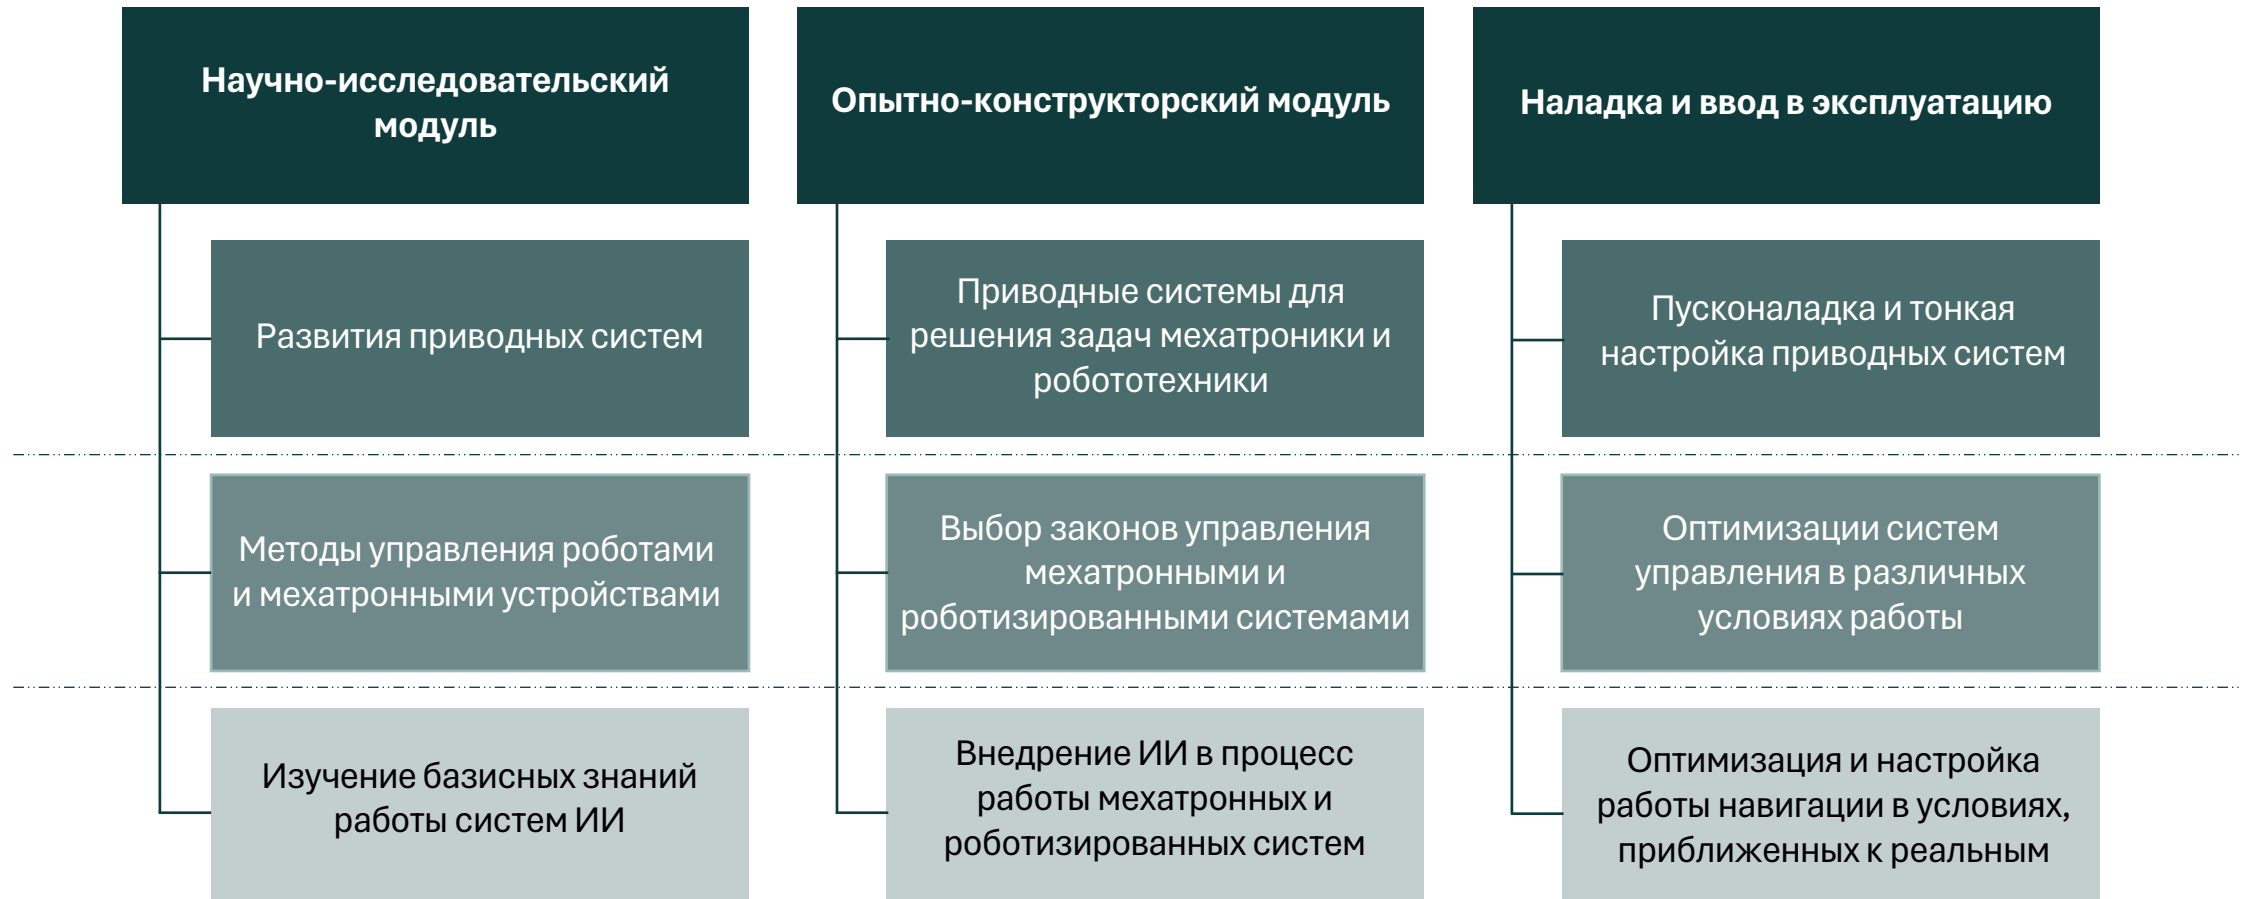 Научно-исследовательский
модуль
Развития приводных систем
Методы управления роботами
и мехатронными устройствами
Изучение базисных знаний
работы систем ИИ
Опытно-конструкторский модуль
Приводные системы для
решения задач мехатроники и
робототехники
Выбор законов управления
мехатронными и
роботизированными системами
Внедрение ИИ в процесс
работы мехатронных и
роботизированных систем
Наладка и ввод в эксплуатацию
Пусконаладка и тонкая
настройка приводных систем
Оптимизации систем
управления в различных
условиях работы
Оптимизация и настройка
работы навигации в условиях,
приближенных к реальным